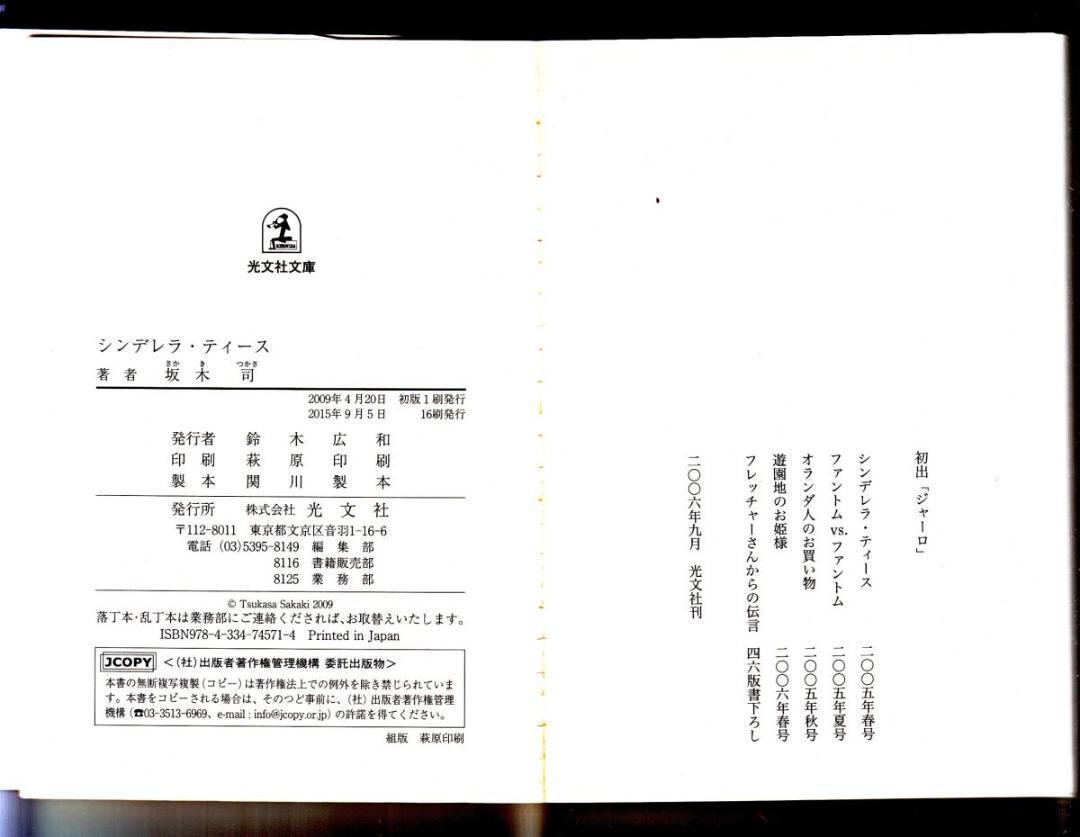 初出「ジャーロ」
シンデレラ・ティース 二〇〇五年春号
ファントムvs.ファントム 二〇〇五年夏号
オランダ人のお買い物 二〇〇五年秋号
遊園地のお姫様 二〇〇六年春号
フレッチャーさんからの伝言 四六版書下ろし
二〇〇六年九月 光文社刊
光文社文庫
シンデレラ・ティース
さか き つかさ
著者 坂木 司
2009年4月20日 初版1刷発行
2015年9月5日 16刷発行
発行者 鈴木広和
印刷 萩原印刷
製本 関川製本
発行所 株式会社 光文社
〒112-8011 東京都文京区音羽1-16-6
電話 (03)5395-8149 編集部
8116 書籍販売部
8125 業務部
© Tsukasa Sakaki 2009
落丁本・乱丁本は業務部にご連絡くだされば、お取替えいたします。
ISBN978-4-334-74571-4 Printed in Japan
JCOPY <(社)出版者著作権管理機構 委託出版物>
本書の無断複写複製(コピー)は著作権法上での例外を除き禁じられていま
す。本書をコピーされる場合は、そのつど事前に、(社)出版者著作権管理
機構(☎03-3513-6969、e-mail : info@jcopy.or.jp)の許諾を得てください。
組版 萩原印刷